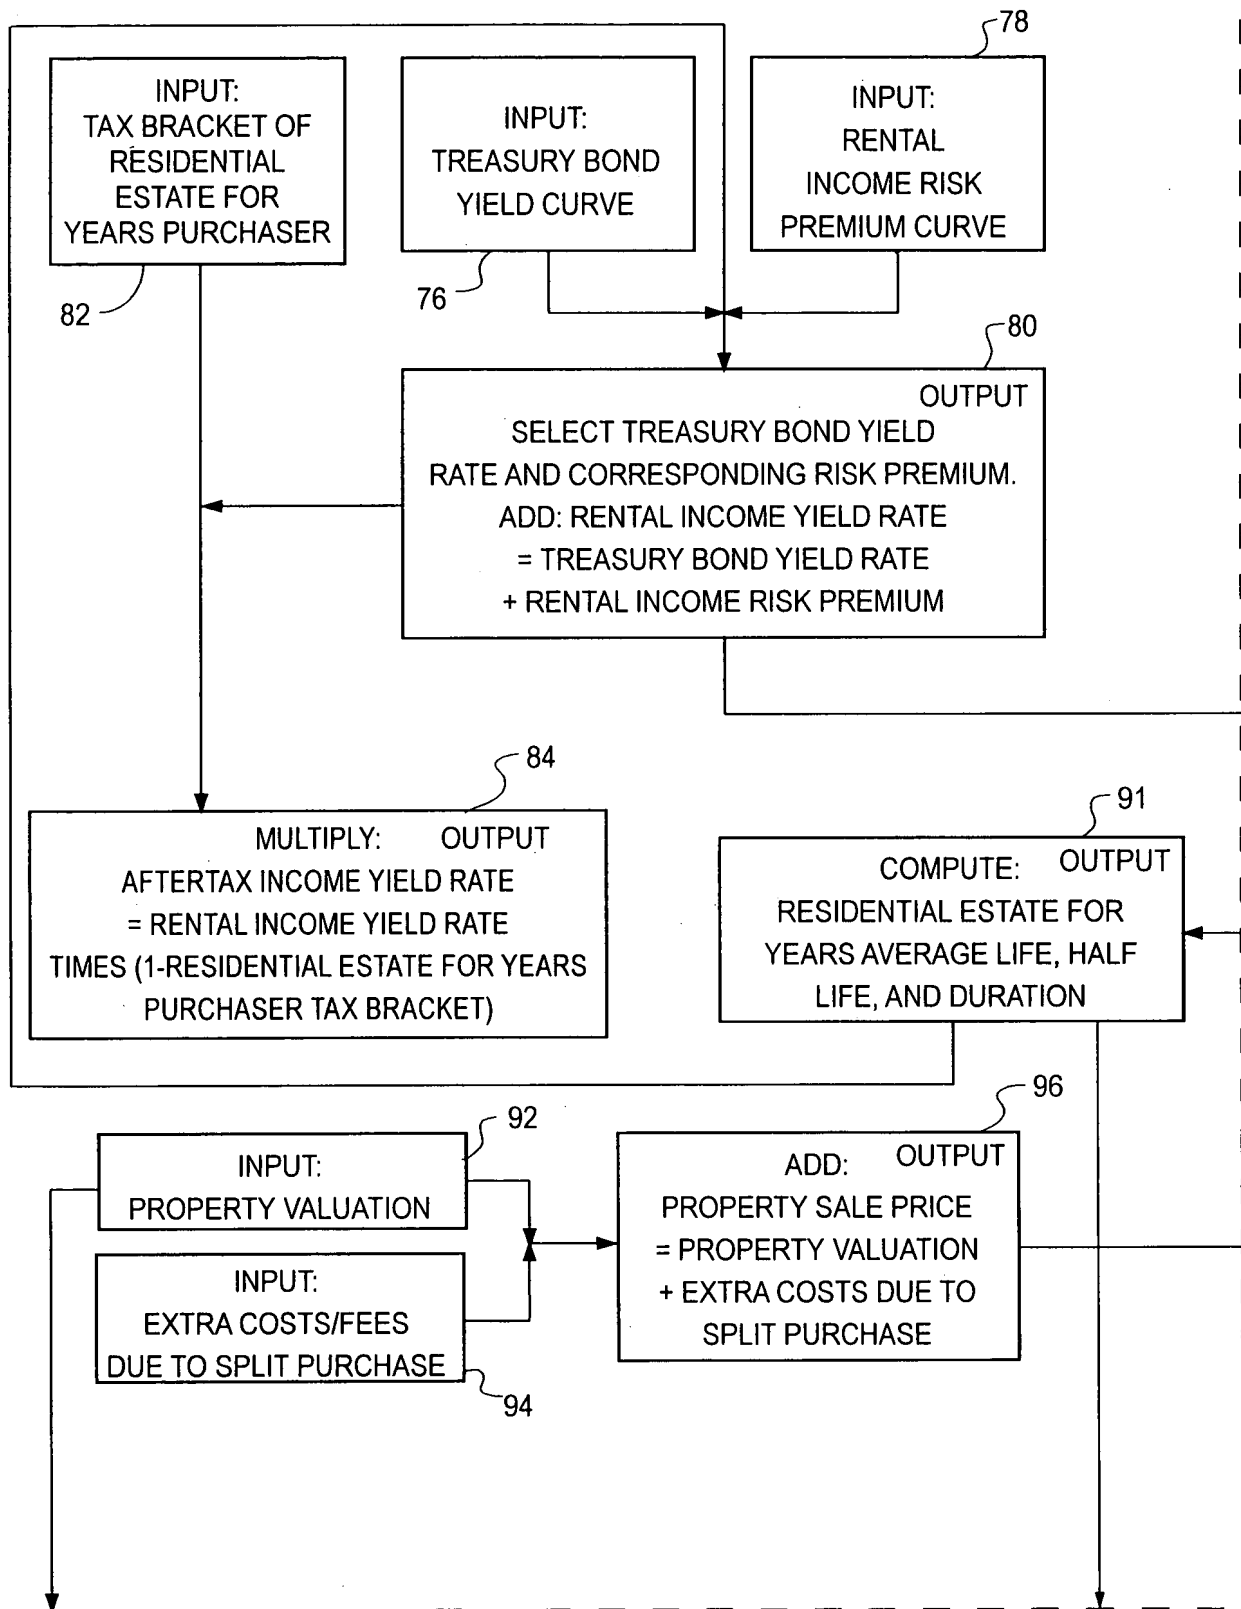 78
INPUT:
TAX BRACKET OF
RESIDENTIAL
ESTATE FOR
YEARS PURCHASER
82
INPUT:
TREASURY BOND
YIELD CURVE
76
INPUT:
RENTAL
INCOME RISK
PREMIUM CURVE
80
OUTPUT
SELECT TREASURY BOND YIELD
RATE AND CORRESPONDING RISK PREMIUM.
ADD: RENTAL INCOME YIELD RATE
= TREASURY BOND YIELD RATE
+ RENTAL INCOME RISK PREMIUM
84
MULTIPLY: OUTPUT
AFTERTAX INCOME YIELD RATE
= RENTAL INCOME YIELD RATE
TIMES (1-RESIDENTIAL ESTATE FOR YEARS
PURCHASER TAX BRACKET)
91
COMPUTE: OUTPUT
RESIDENTIAL ESTATE FOR
YEARS AVERAGE LIFE, HALF
LIFE, AND DURATION
92
INPUT:
PROPERTY VALUATION
INPUT:
EXTRA COSTS/FEES
DUE TO SPLIT PURCHASE
94
96
ADD: OUTPUT
PROPERTY SALE PRICE
= PROPERTY VALUATION
+ EXTRA COSTS DUE TO
SPLIT PURCHASE